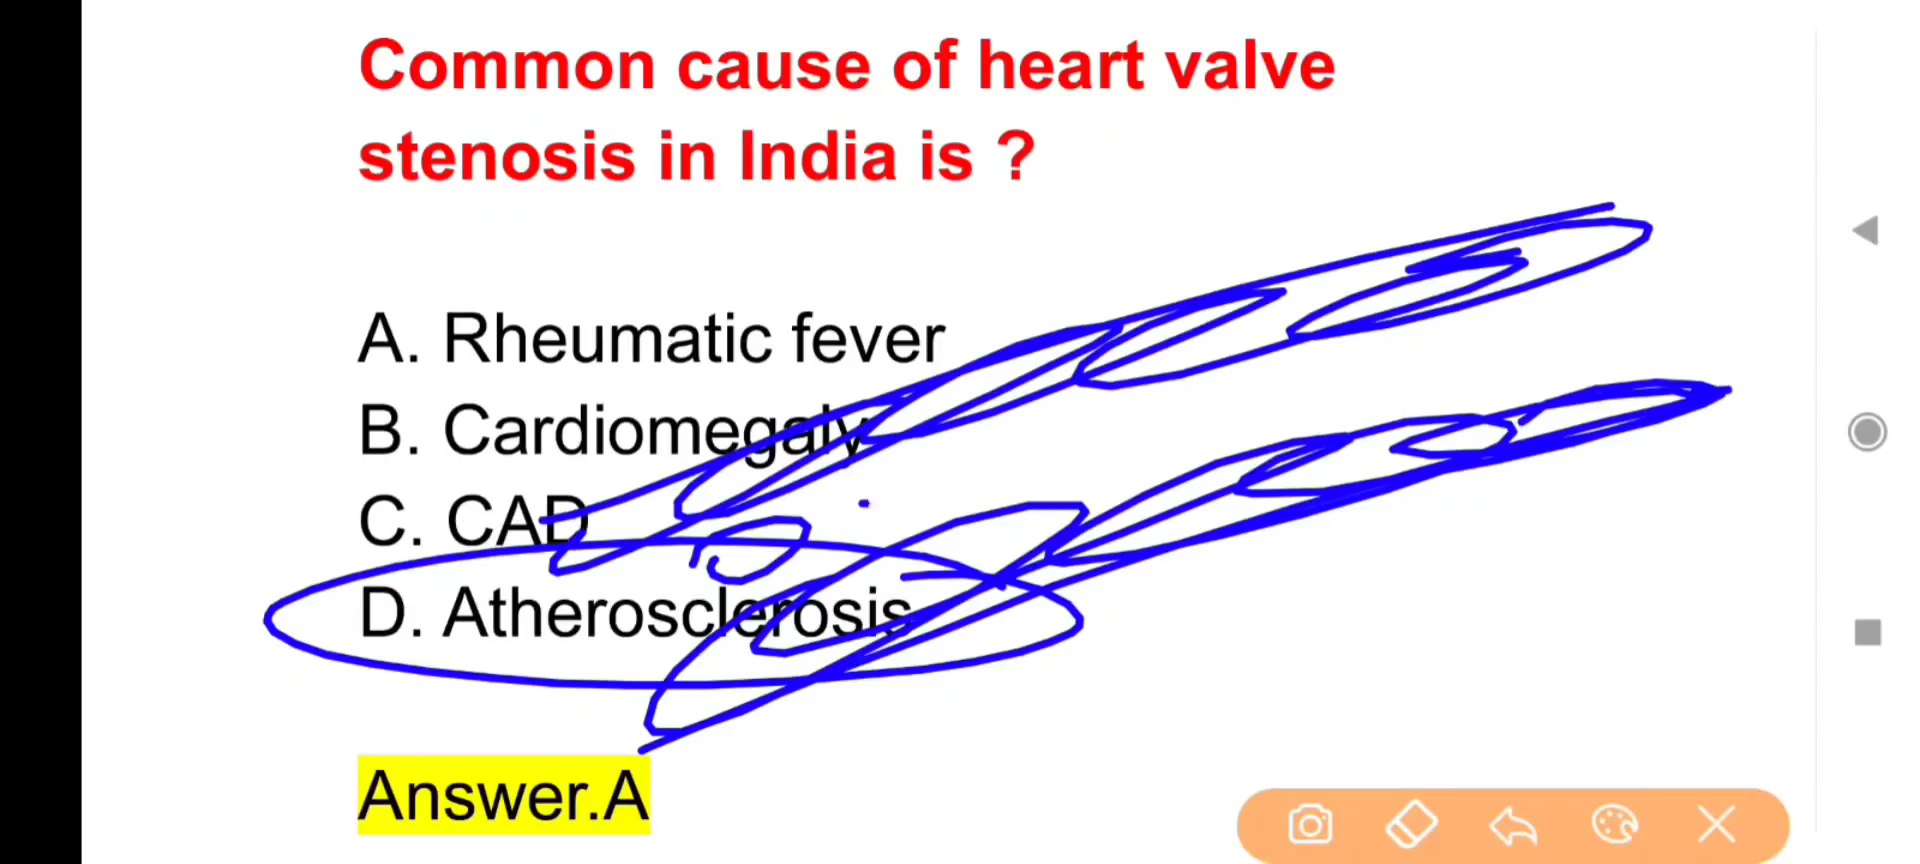 Common cause of heart valve
stenosis in India is ?
A. Rheumatic fever
B. Cardiomegaly
C. CAD
D. Atherosclerosis
Answer.A